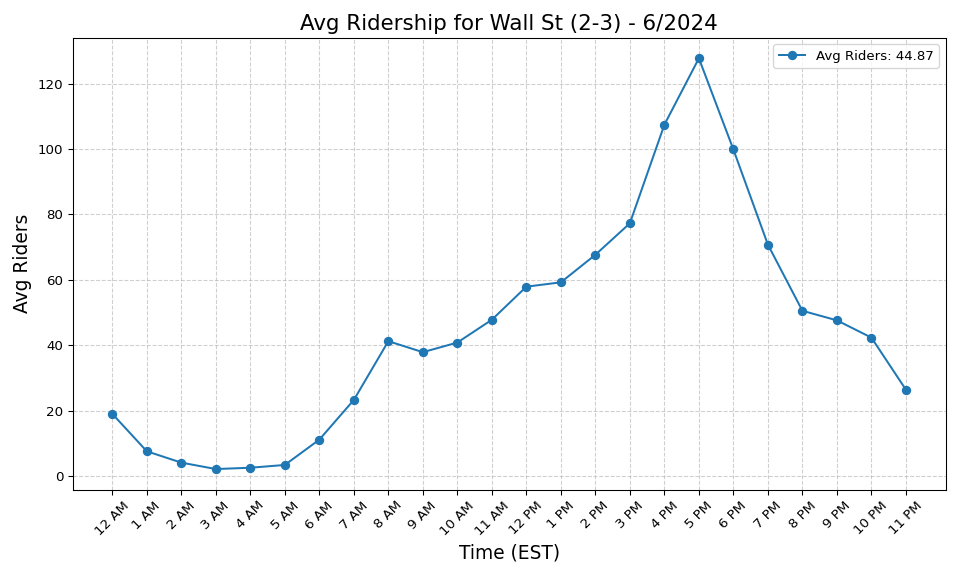 Avg Ridership for Wall St (2-3) - 6/2024
Avg Riders: 44.87
Avg Riders
120
100
80
60
40
20
0
12 AM
1 AM
2 AM
3 AM
4 AM
5 AM
6 AM
7 AM
8 AM
9 AM
10 AM
11 AM
12 PM
1 PM
2 PM
3 PM
4 PM
5 PM
6 PM
7 PM
8 PM
9 PM
10 PM
11 PM
Time (EST)